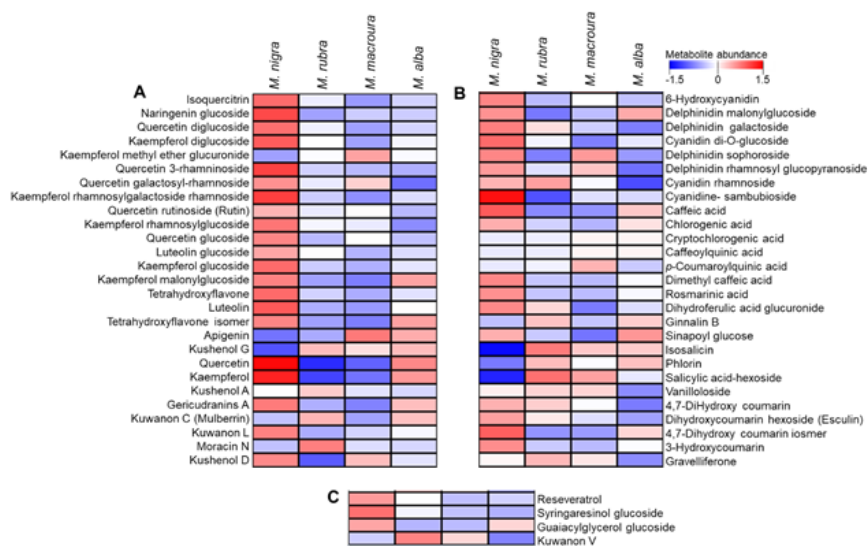 M. nigra
M. rubra
M. macroura
M. alba
A
Isoquercitrin
Naringenin glucoside
Quercetin diglucoside
Kaempferol diglucoside
Kaempferol methyl ether glucuronide
Quercetin 3-rhamninoside
Quercetin galactosyl-rhamnoside
Kaempferol rhamnosylgalactoside rhamnoside
Quercetin rutinoside (Rutin)
Kaempferol rhamnosylglucoside
Quercetin glucoside
Luteolin glucoside
Kaempferol glucoside
Kaempferol malonylglucoside
Tetrahydroxyflavone
Luteolin
Tetrahydroxyflavone isomer
Apigenin
Kushenol G
Quercetin
Kaempferol
Kushenol A
Gericudranins A
Kuwanon C (Mulberrin)
Kuwanon L
Moracin N
Kushenol D
M. nigra
M. rubra
M. macroura
M. alba
Metabolite abundance
-1.5 1.5
B
6-Hydroxycyanidin
Delphinidin malonylglucoside
Delphinidin galactoside
Cyanidin di-O-glucoside
Delphinidin sophoroside
Delphinidin rhamnosyl glucopyranoside
Cyanidin rhamnoside
Cyanidine- sambubioside
Caffeic acid
Chlorogenic acid
Cryptochlorogenic acid
Caffeoylquinic acid
p-Coumaroylquinic acid
Dimethyl caffeic acid
Rosmarinic acid
Dihydroferulic acid glucuronide
Ginnalin B
Sinapoyl glucose
Isosalicin
Phlorin
Salicylic acid-hexoside
Vanilloloside
4,7-DiHydroxy coumarin
Dihydroxycoumarin hexoside (Esculin)
4,7-Dihydroxy coumarin iosmer
3-Hydroxycoumarin
Gravelliferone
C
Reseveratrol
Syringaresinol glucoside
Guaiacylglycerol glucoside
Kuwanon V